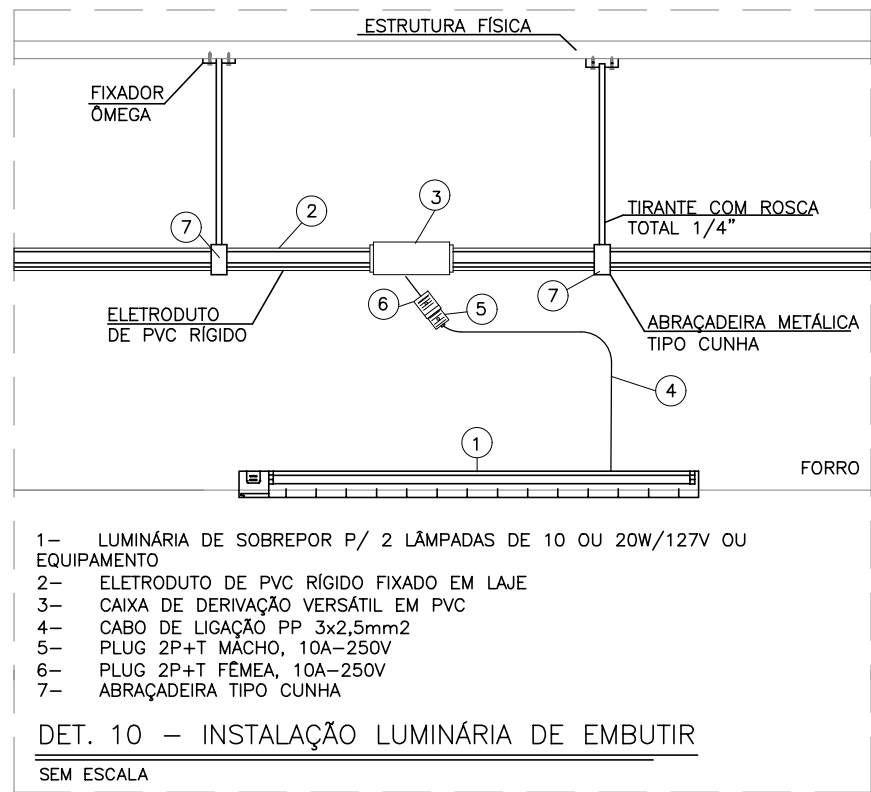 ESTRUTURA FÍSICA
FIXADOR
ÔMEGA
3
2
TIRANTE COM ROSCA
TOTAL 1/4"
7
6
5
7
ELETRODUTO
DE PVC RÍGIDO
ABRAÇADEIRA METÁLICA
TIPO CUNHA
4
1
FORRO
1– LUMINÁRIA DE SOBREPOR P/ 2 LÂMPADAS DE 10 OU 20W/127V OU
EQUIPAMENTO
2– ELETRODUTO DE PVC RÍGIDO FIXADO EM LAJE
3– CAIXA DE DERIVAÇÃO VERSÁTIL EM PVC
4– CABO DE LIGAÇÃO PP 3x2,5mm2
5– PLUG 2P+T MACHO, 10A–250V
6– PLUG 2P+T FÊMEA, 10A–250V
7– ABRAÇADEIRA TIPO CUNHA
DET. 10 – INSTALAÇÃO LUMINÁRIA DE EMBUTIR
SEM ESCALA